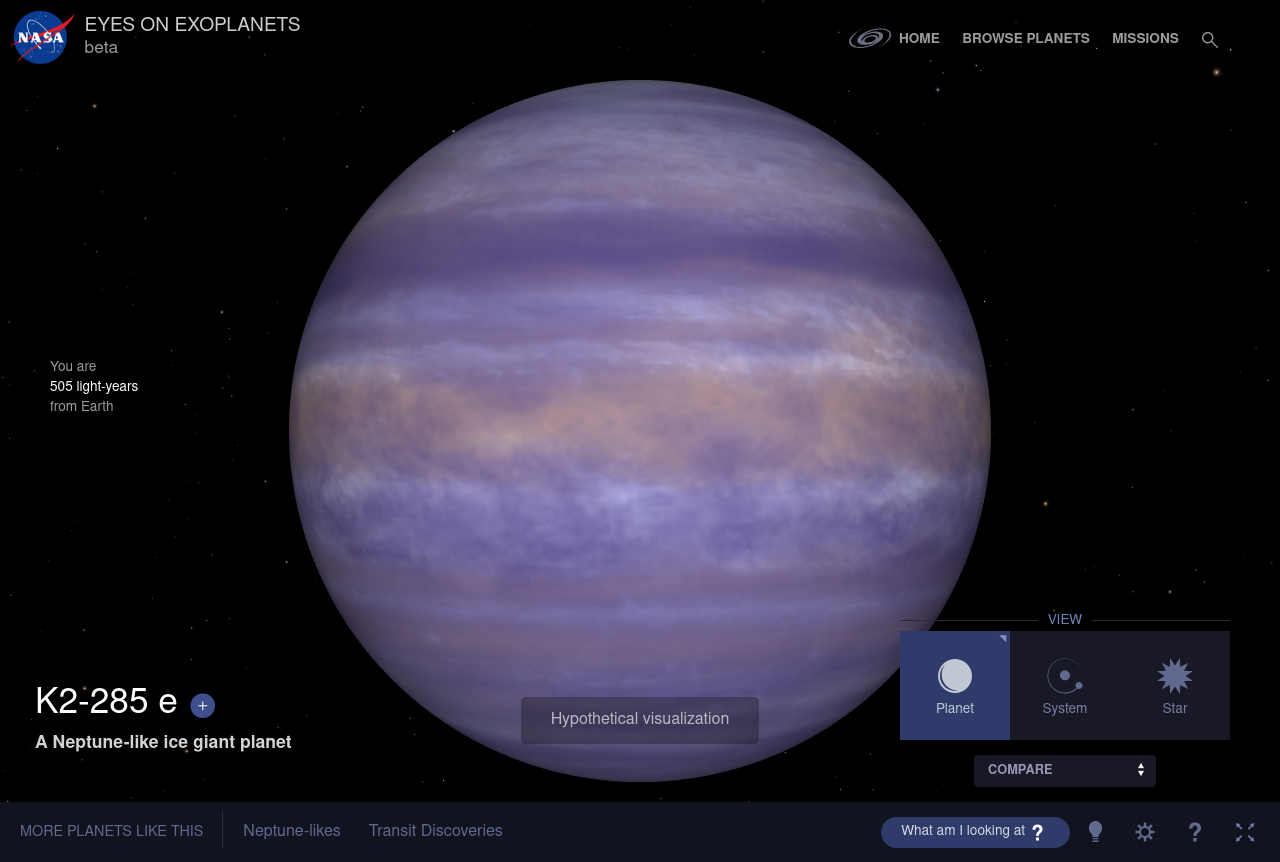 NASA
EYES ON EXOPLANETS
beta
HOME
BROWSE PLANETS
MISSIONS
You are
505 light-years
from Earth
VIEW
Planet
System
Star
K2-285 e +
A Neptune-like ice giant planet
Hypothetical visualization
COMPARE
MORE PLANETS LIKE THIS
Neptune-likes
Transit Discoveries
What am I looking at ?
?